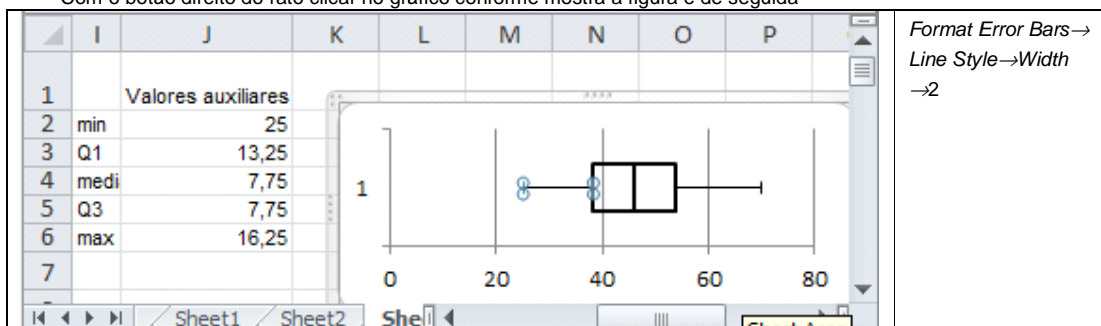 Com o botão direito do rato clicar no gráfico conforme mostra a figura e de seguida
Format Error Bars→
Line Style→Width
→2
I J K L M N O P
1 Valores auxiliares
2 min 25
3 Q1 13,25
4 medi 7,75
5 Q3 7,75
6 max 16,25
7
1
0 20 40 60 80
Sheet1 Sheet2 She